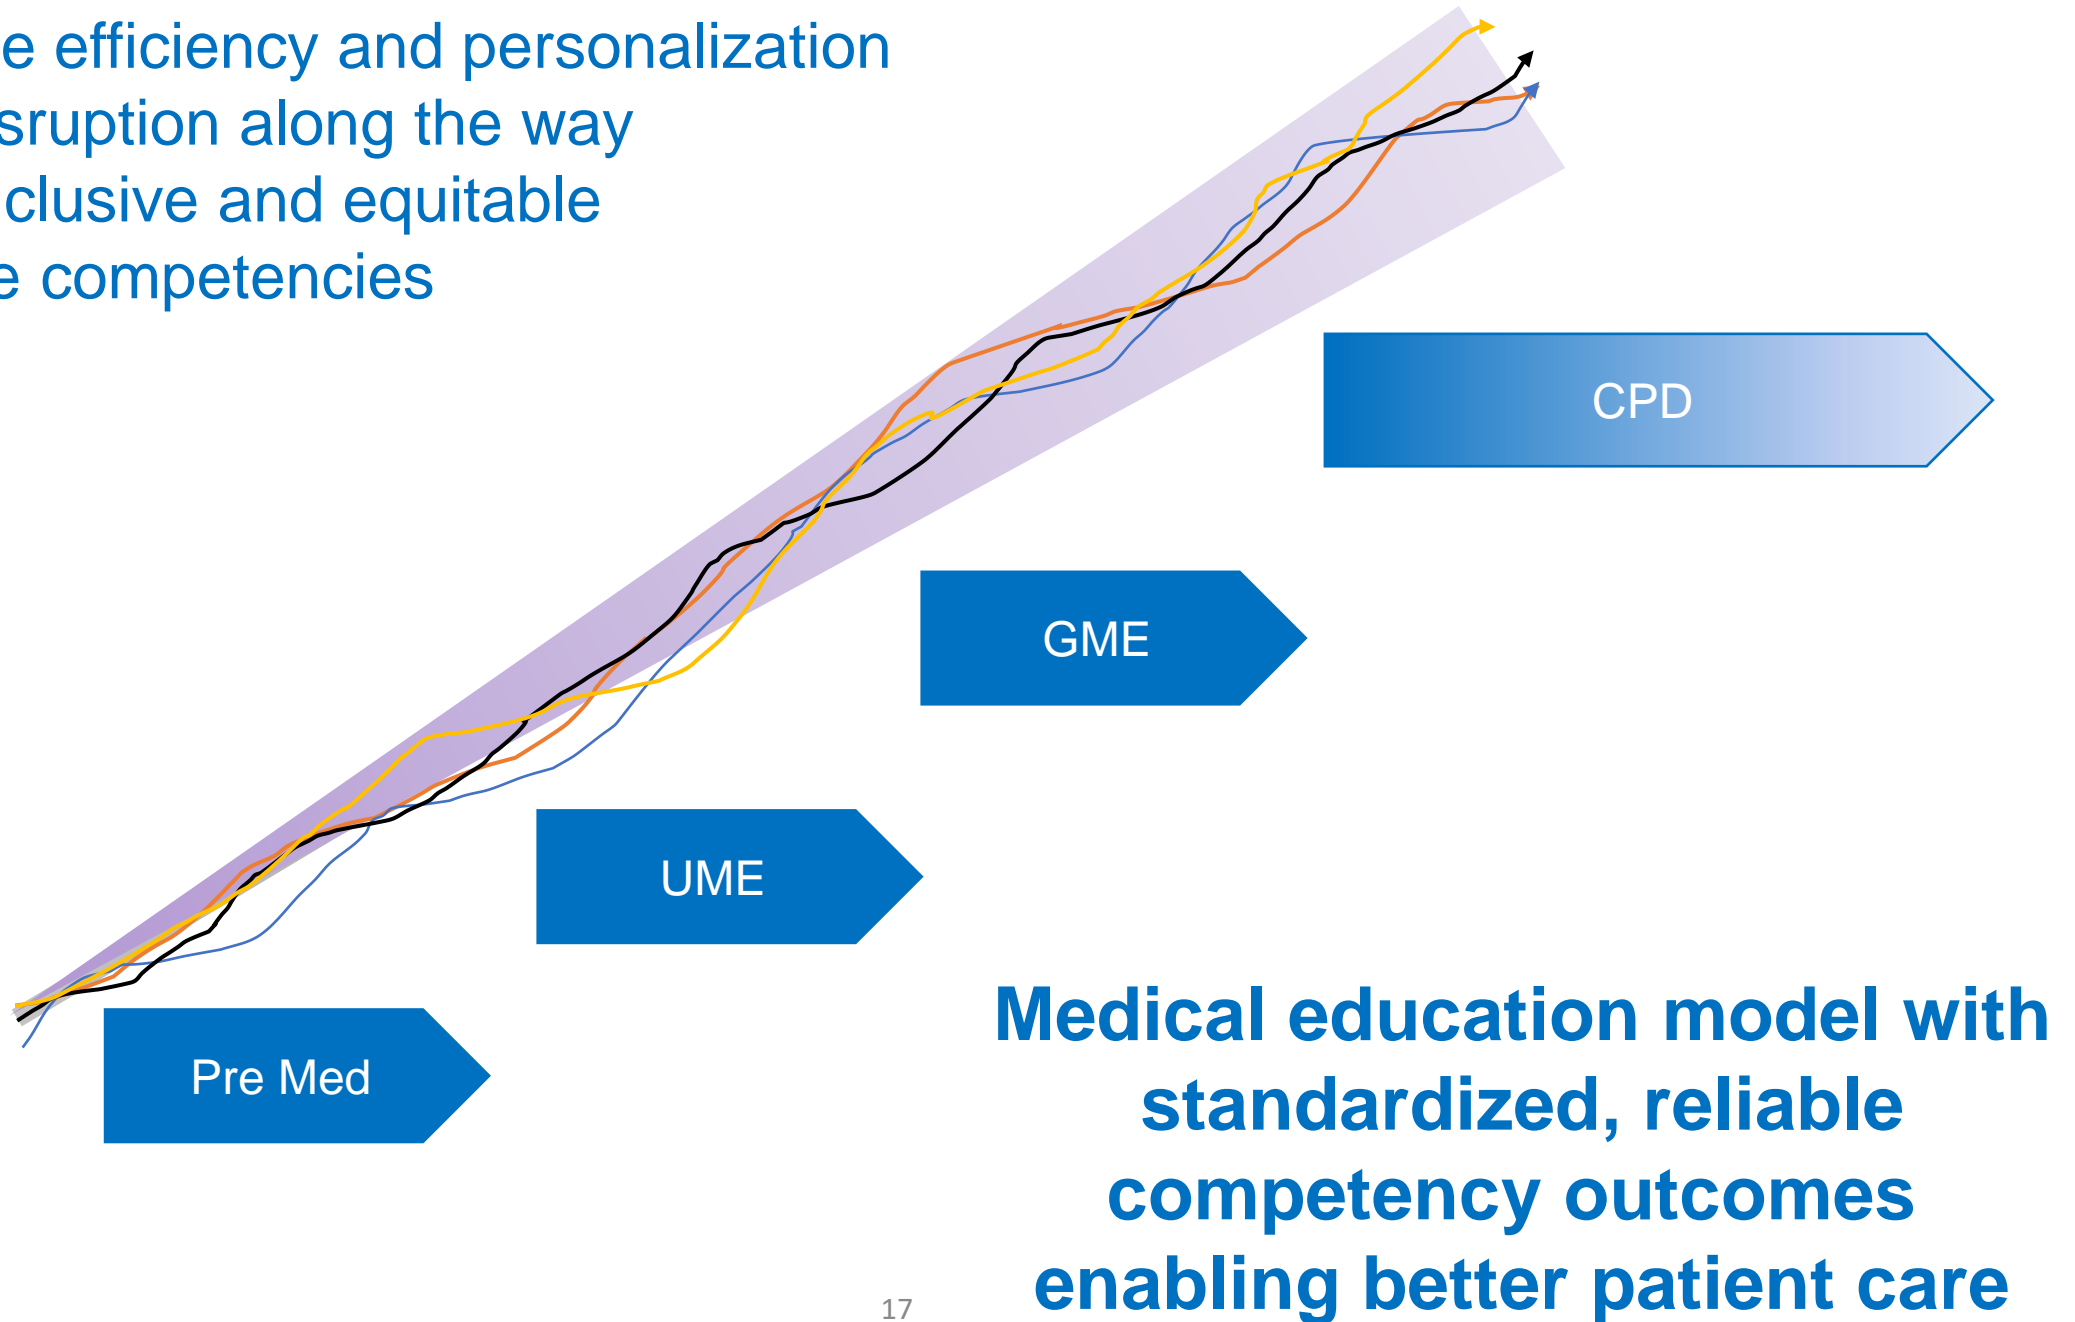 e efficiency and personalization
sruption along the way
clusive and equitable
e competencies
CPD
GME
UME
Pre Med
Medical education model with
standardized, reliable
competency outcomes
enabling better patient care
17